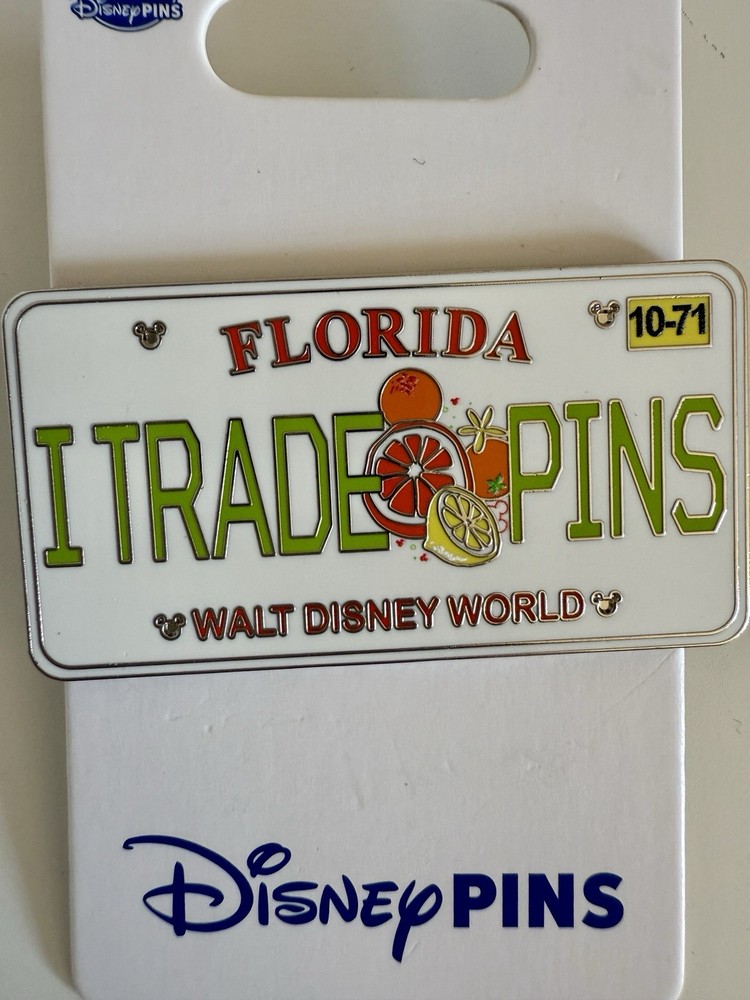 Disney PINS
FLORIDA
10-71
I TRADE PINS
WALT DISNEY WORLD
Disney PINS